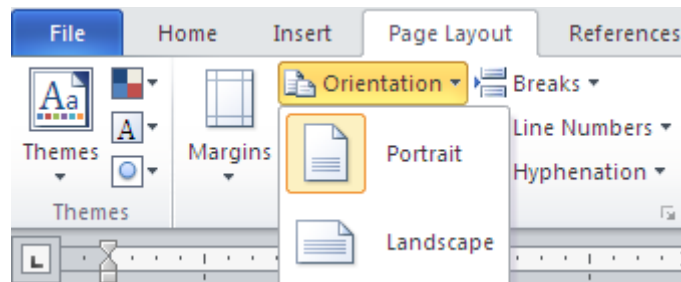 File Home Insert Page Layout References
Aa Orientation Breaks
A Portrait Line Numbers
Themes Margins Hyphenation
Themes
Landscape